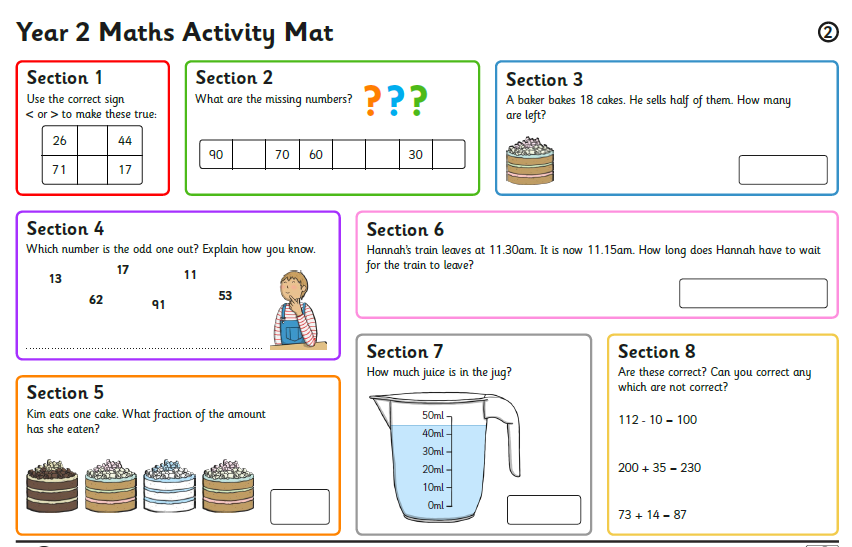 Year 2 Maths Activity Mat
2
Section 1
Use the correct sign
< or > to make these true:
26 44
71 17
Section 2
What are the missing numbers?
???
90 70 60 30
Section 3
A baker bakes 18 cakes. He sells half of them. How many
are left?
Section 4
Which number is the odd one out? Explain how you know.
13 17 11
62 91 53
Section 6
Hannah's train leaves at 11.30am. It is now 11.15am. How long does Hannah have to wait
for the train to leave?
Section 5
Kim eats one cake. What fraction of the amount
has she eaten?
Section 7
How much juice is in the jug?
50ml
40ml
30ml
20ml
10ml
0ml
Section 8
Are these correct? Can you correct any
which are not correct?
112 - 10 = 100
200 + 35 = 230
73 + 14 = 87